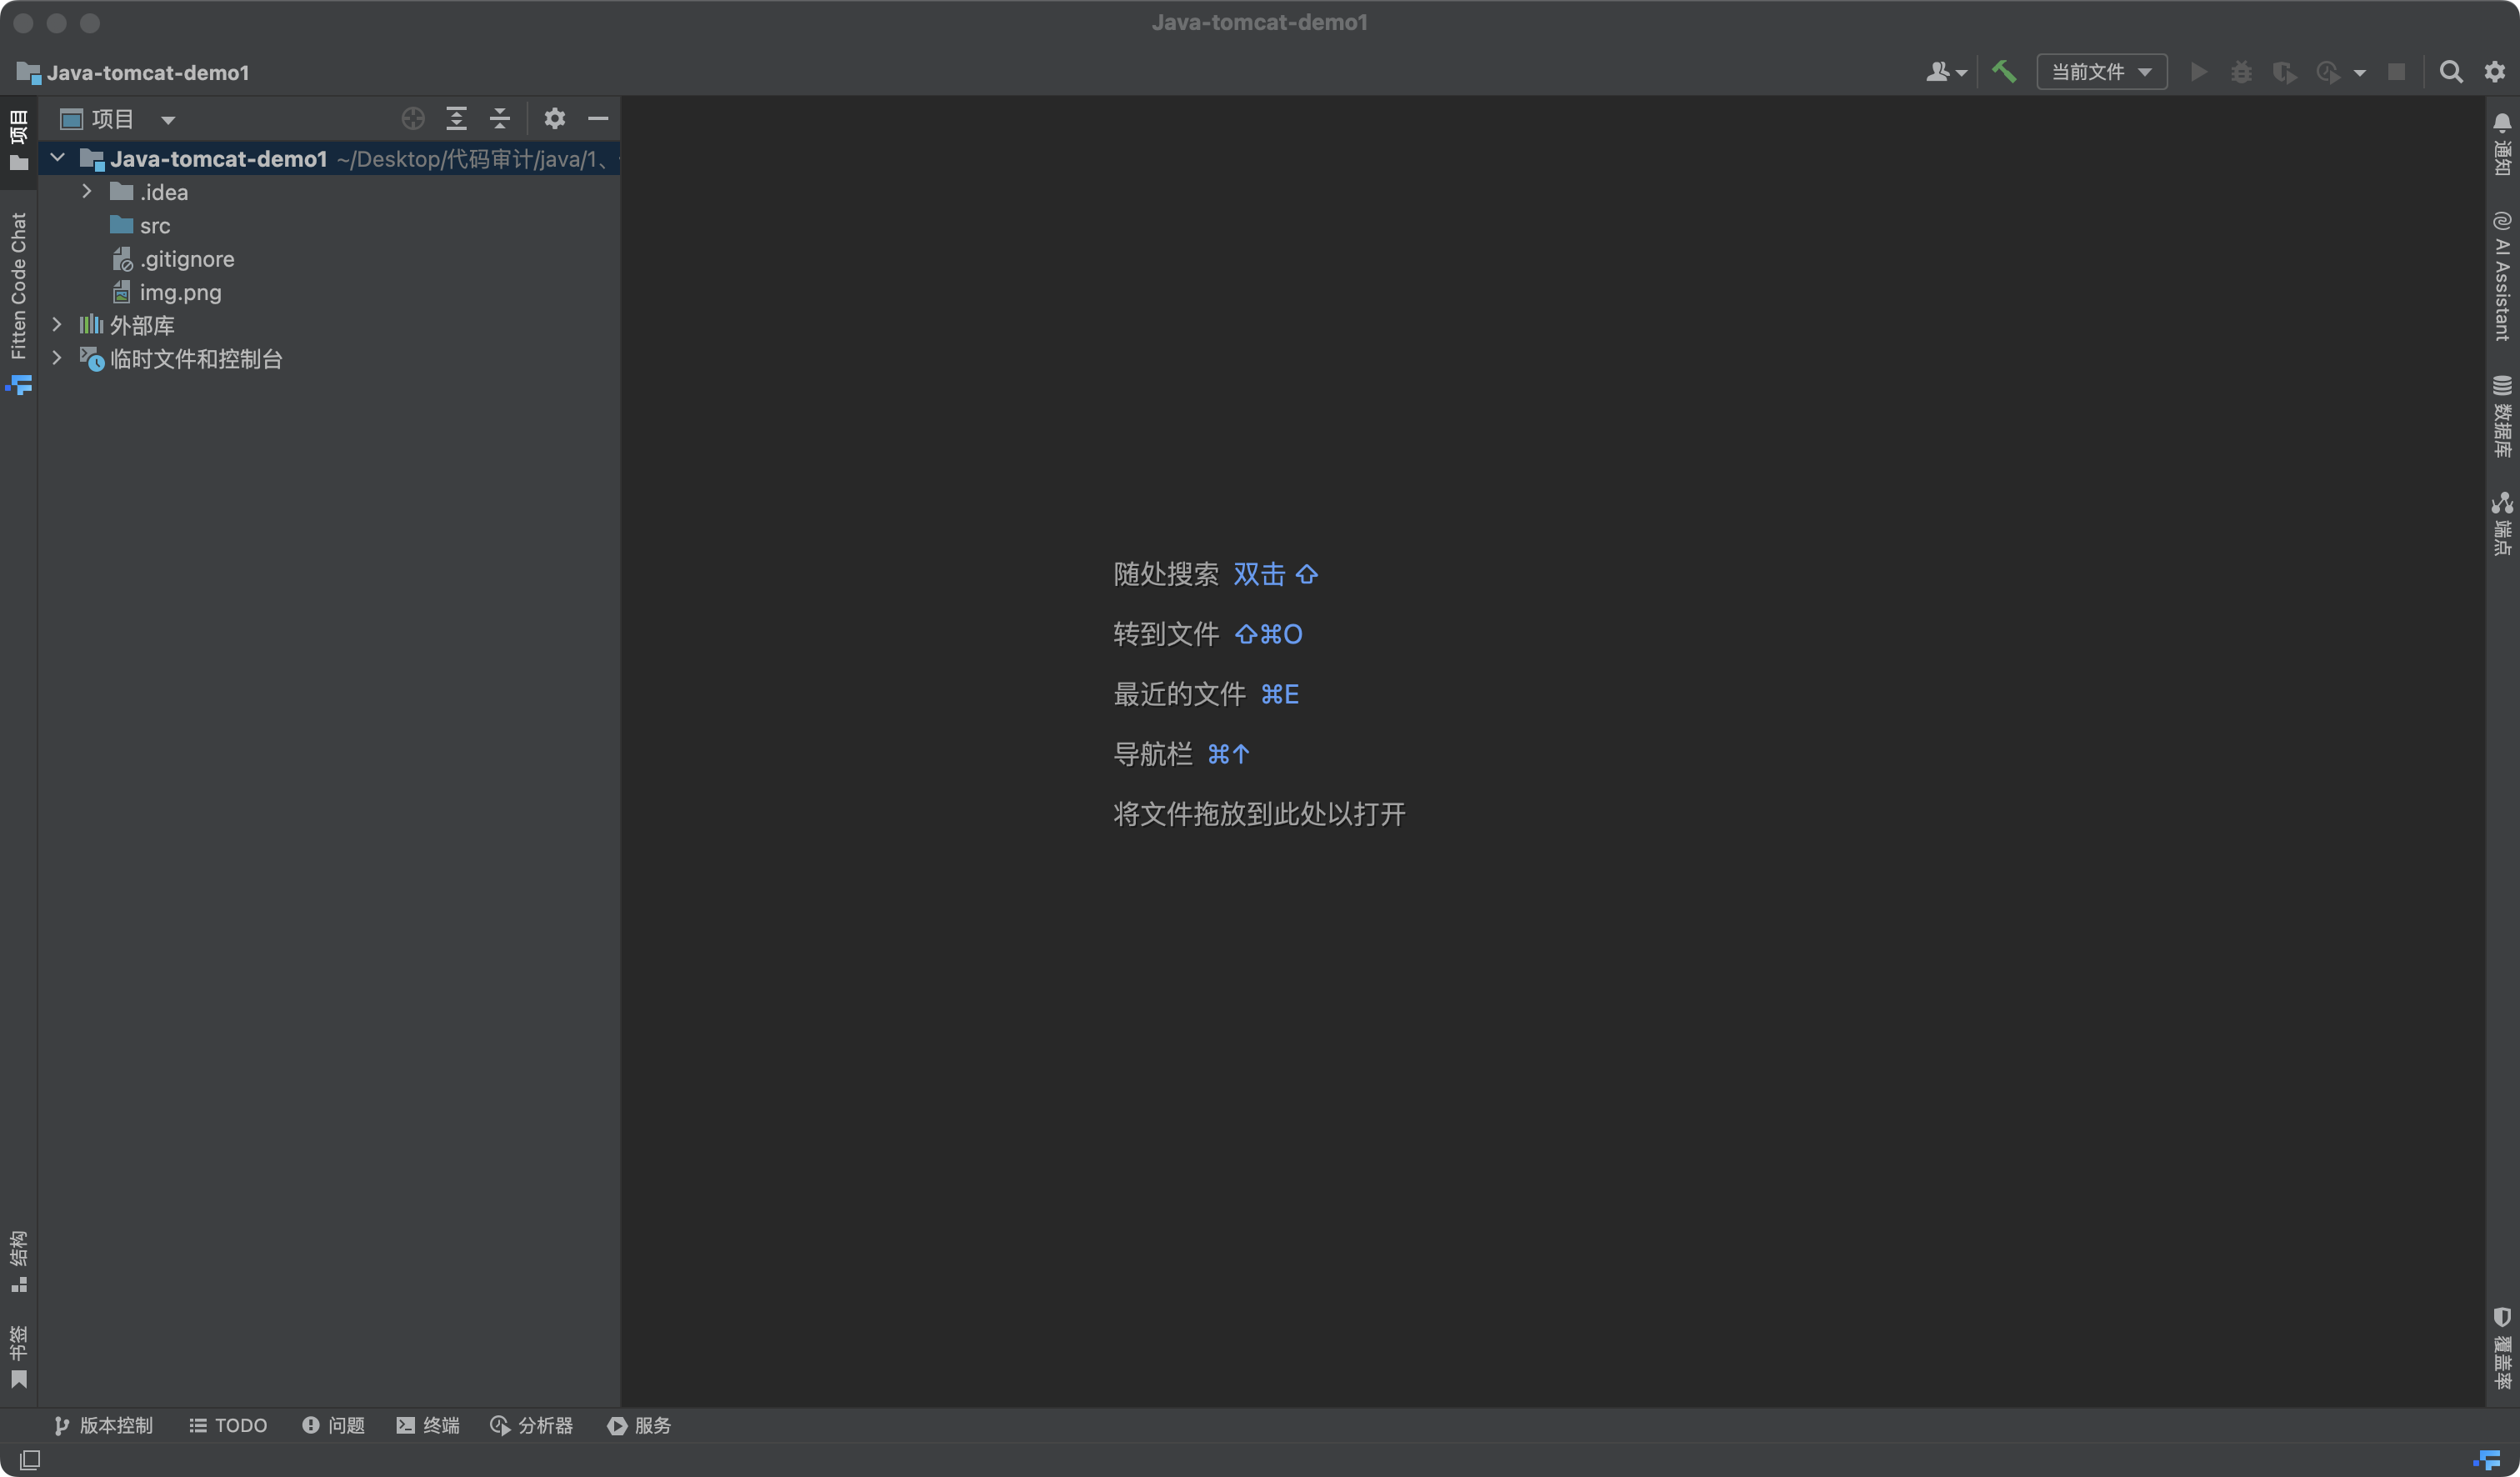 Java-tomcat-demo1
Java-tomcat-demo1
当前文件
项目
项目
Java-tomcat-demo1 ~/Desktop/代码审计/java/1、
.idea
src
.gitignore
img.png
外部库
临时文件和控制台
Fitten Code Chat
结构
书签
随处搜索 双击 ⇧
转到文件 ⇧⌘O
最近的文件 ⌘E
导航栏 ⌘↑
将文件拖放到此处以打开
通知
AI Assistant
数据库
端点
覆盖率
版本控制 TODO 问题 终端 分析器 服务